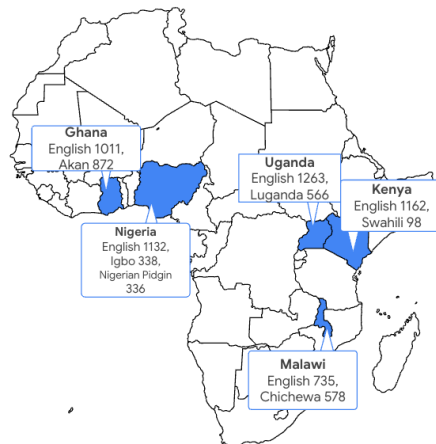 Ghana
English 1011,
Akan 872
Nigeria
English 1132,
Igbo 338,
Nigerian Pidgin
336
Uganda
English 1263,
Luganda 566
Kenya
English 1162,
Swahili 98
Malawi
English 735,
Chichewa 578